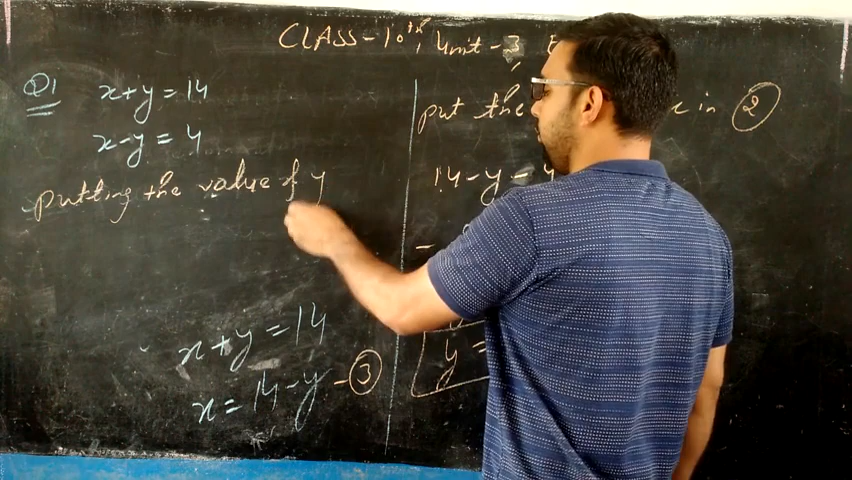 CLASS-10th, Unit-3 E
Q1 x+y=14
x-y=4
putting the value of y
x+y=14
x=14-y -3
put the in 2
14-y-y
-
y=